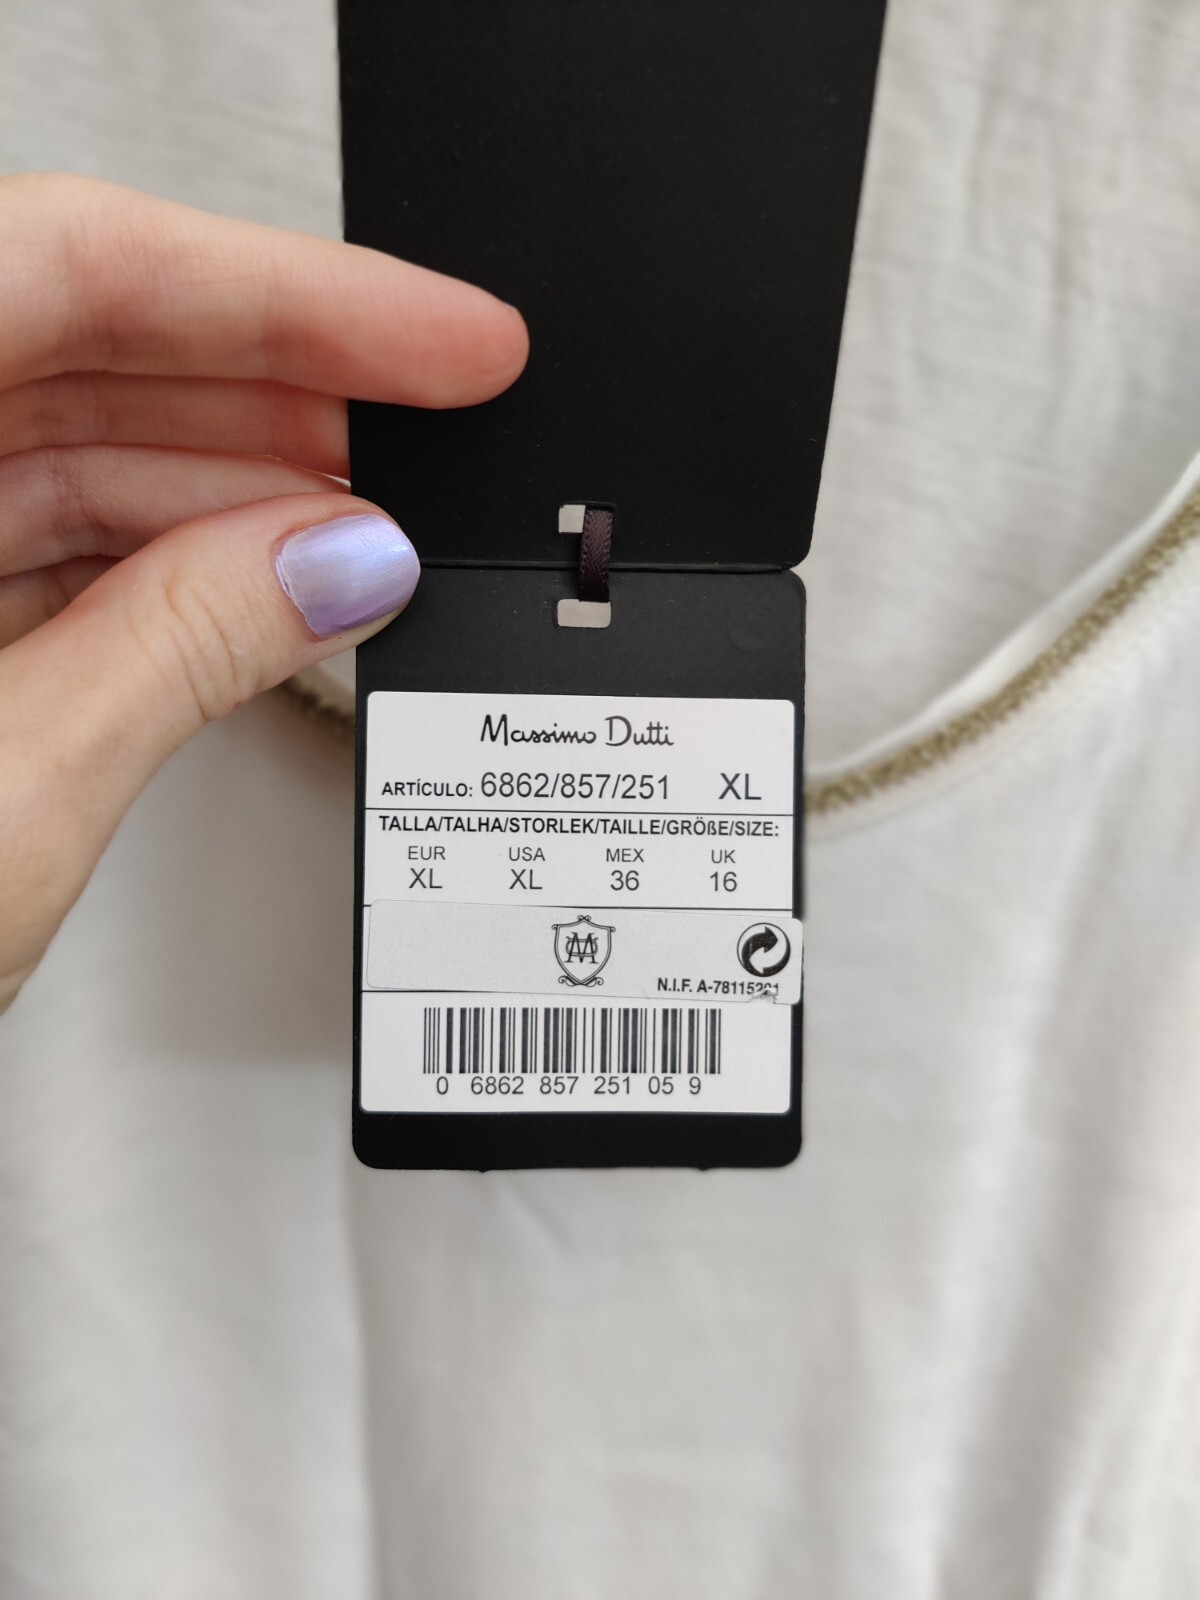 Massimo Dutti
ARTÍCULO: 6862/857/251 XL
TALLA/TALHA/STORLEK/TAILLE/GRÖßE/SIZE:
EUR USA MEX UK
XL XL 36 16
N.I.F. A-78115201
0 6862 857 251 05 9